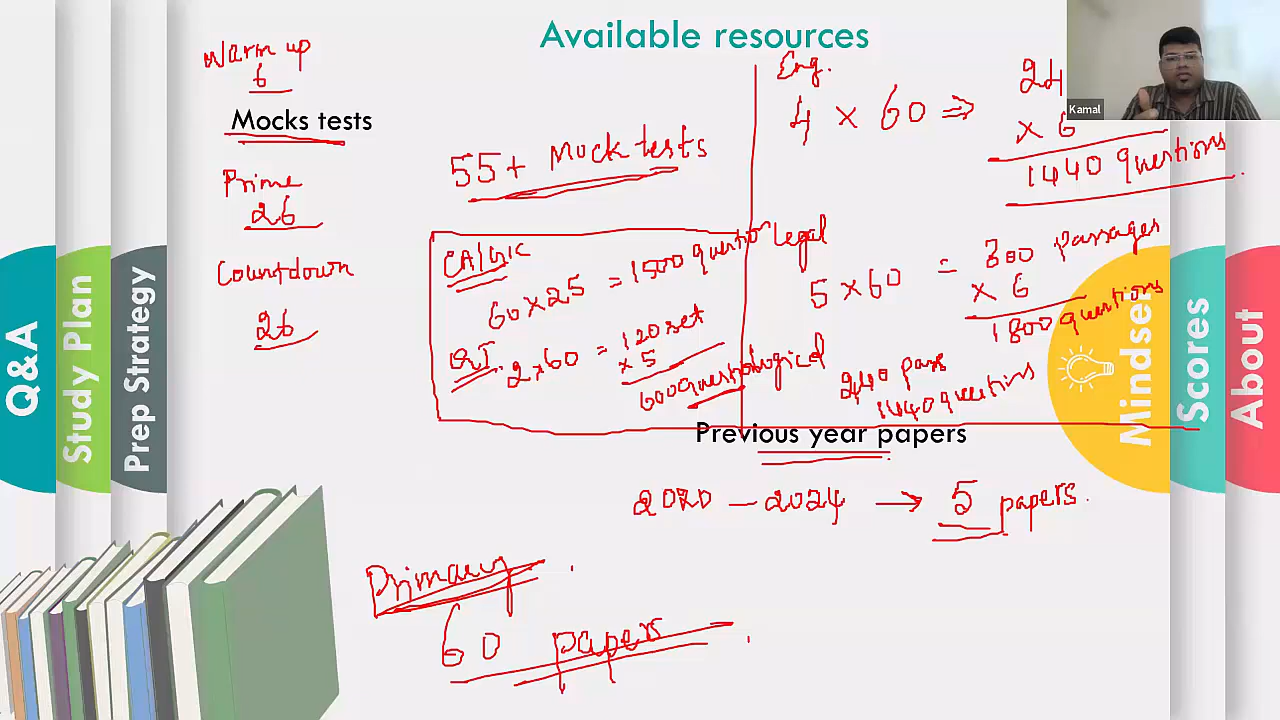 Available resources
Warm up
6
Mocks tests
Prime
26
Countdown
26
55+ Mock tests
Eng.
4 × 60 ⇒
24
× 6
1440 questions
CA/GK
60 × 25 = 1500 question
QT. 2 × 60 = 120 set
× 5
600 questi
legal
5 × 60 = 300 passages
× 6
1800 questions
logical
240 pass
1440 questions
Previous year papers
2020 — 2024 → 5 papers.
Primary
60 papers
Q&A
Study Plan
Prep Strategy
Mindset
Scores
About
Kamal